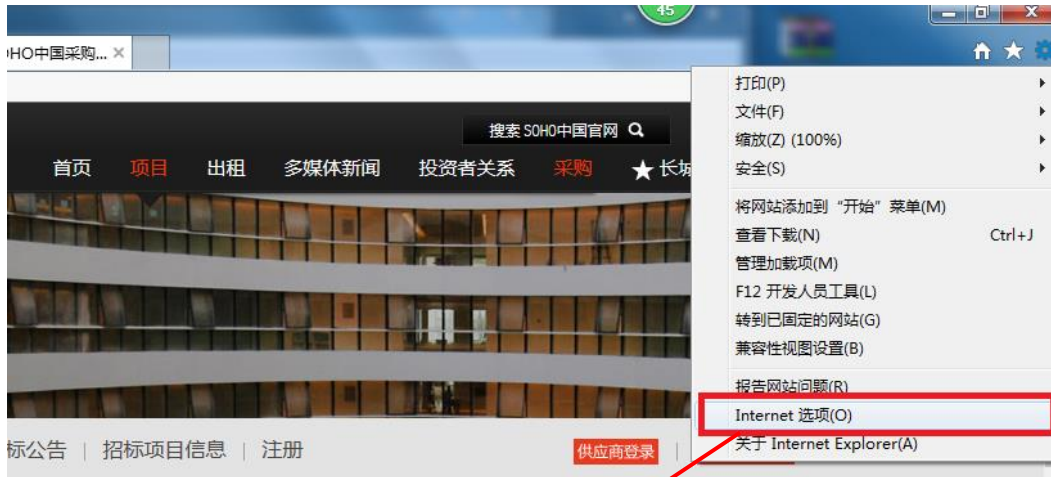 45
OHO中国采购...
搜索 SOHO中国官网
首页 项目 出租 多媒体新闻 投资者关系 采购 ★ 长城
标公告 | 招标项目信息 | 注册
供应商登录
打印(P)
文件(F)
缩放(Z) (100%)
安全(S)
将网站添加到“开始”菜单(M)
查看下载(N) Ctrl+J
管理加载项(M)
F12 开发人员工具(L)
转到已固定的网站(G)
兼容性视图设置(B)
报告网站问题(R)
Internet 选项(O)
关于 Internet Explorer(A)